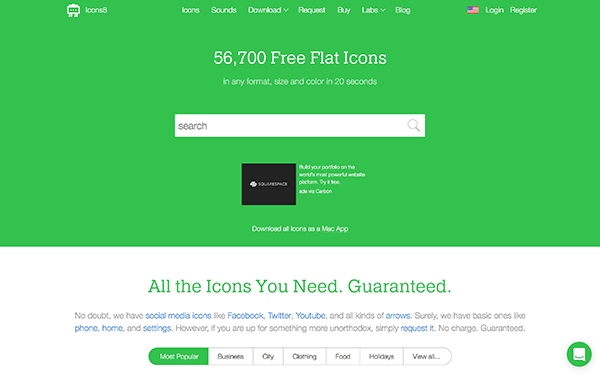 Icons8 Icons Sounds Download Request Buy Labs Blog Login Register
56,700 Free Flat Icons
in any format, size and color in 20 seconds
search
SQUARESPACE
Build your portfolio on the
world's most powerful website
platform. Try it free.
ads via Carbon
Download all Icons as a Mac App
All the Icons You Need. Guaranteed.
No doubt, we have social media icons like Facebook, Twitter, Youtube, and all kinds of arrows. Surely, we have basic ones like
phone, home, and settings. However, if you are up for something more unorthodox, simply request it. No charge. Guaranteed.
Most Popular Business City Clothing Food Holidays View all...